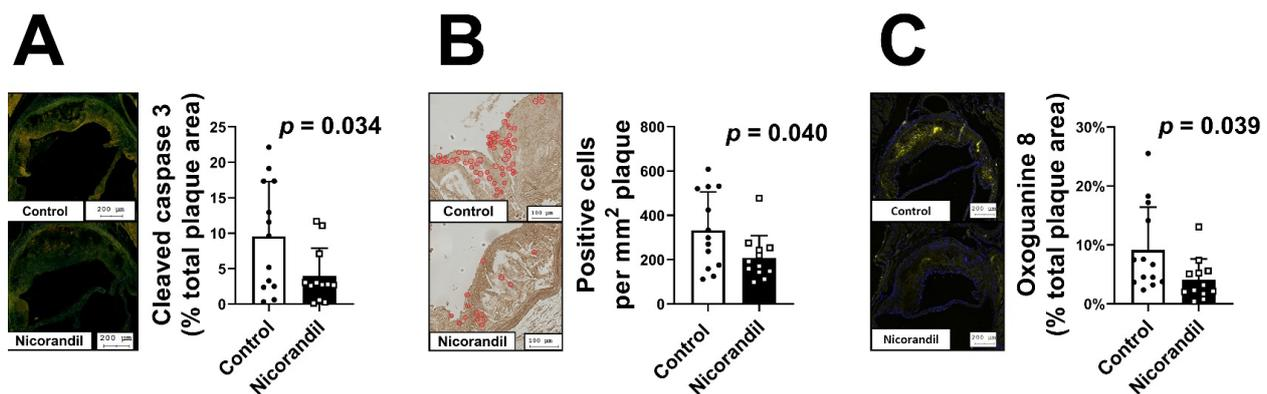 A
B
C
Control
200 µm
Nicorandil
200 µm
Cleaved caspase 3
(% total plaque area)
25
20
15
10
5
0
p = 0.034
Control
Nicorandil
Control
100 µm
Nicorandil
100 µm
Positive cells
per mm² plaque
800
600
400
200
0
p = 0.040
Control
Nicorandil
Control
200 µm
Nicorandil
200 µm
Oxoguanine 8
(% total plaque area)
30%
20%
10%
0%
p = 0.039
Control
Nicorandil